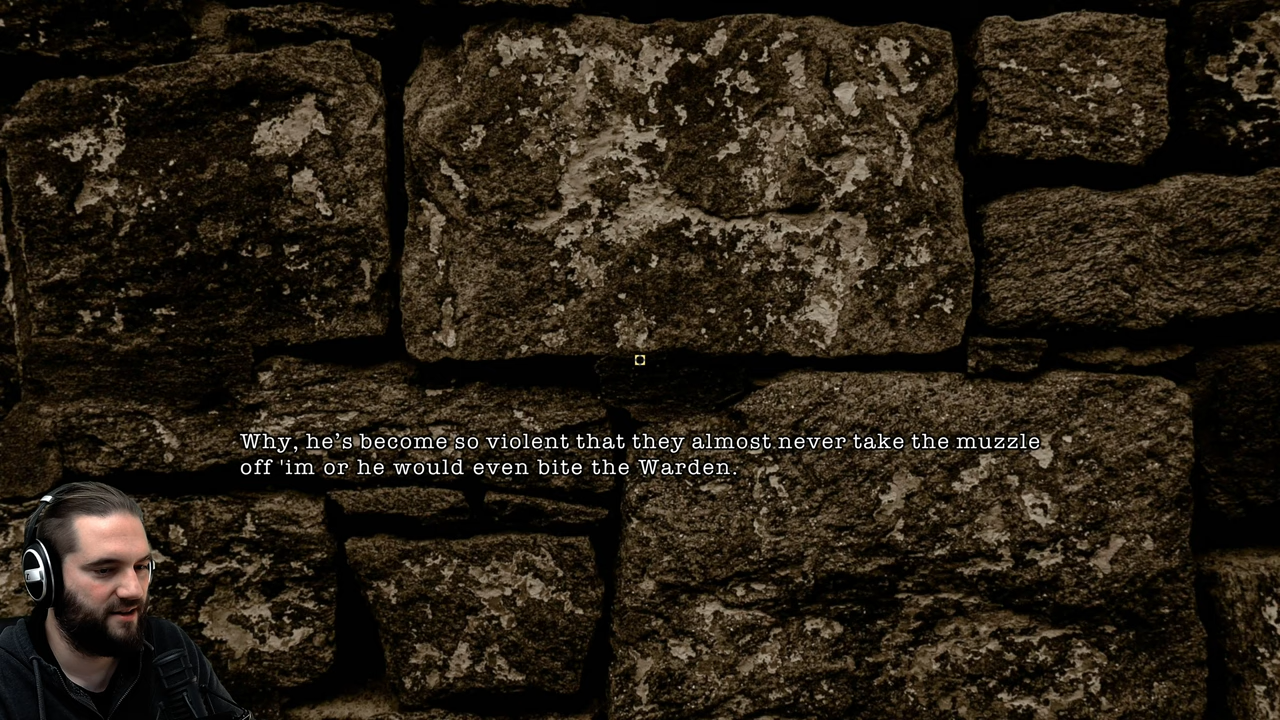 Why, he's become so violent that they almost never take the muzzle
off 'im or he would even bite the Warden.